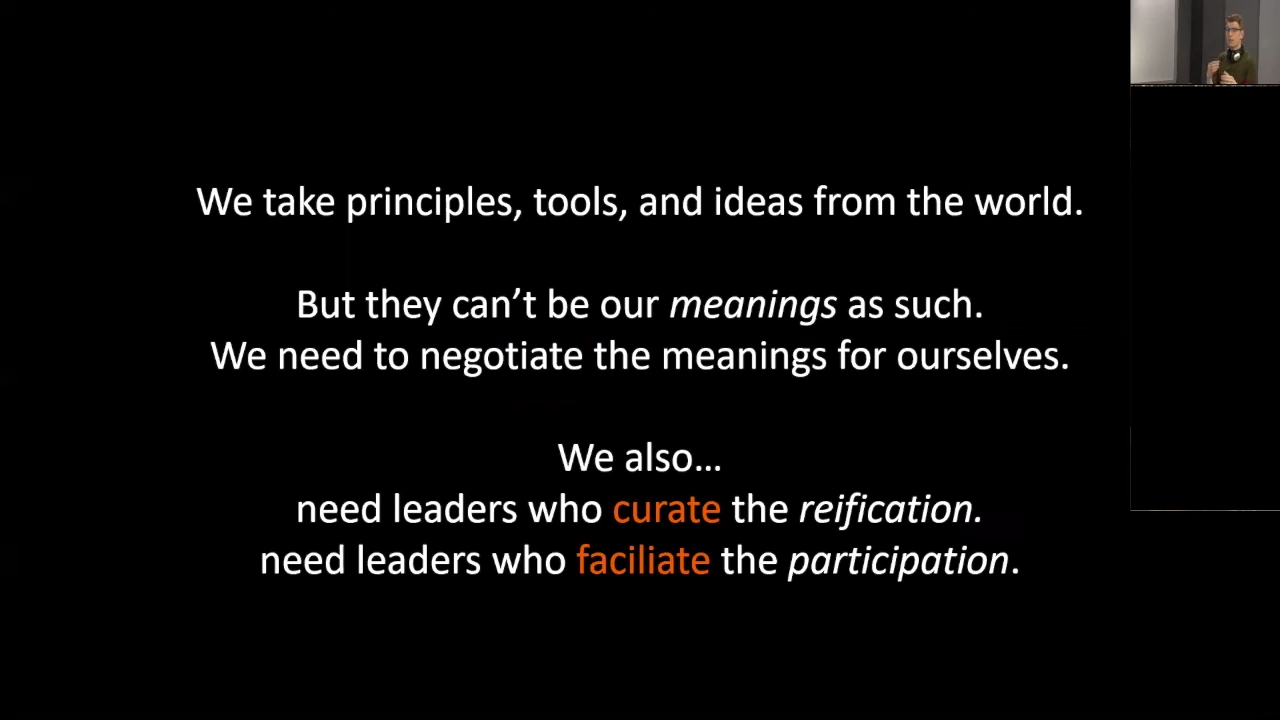 We take principles, tools, and ideas from the world.
But they can’t be our meanings as such.
We need to negotiate the meanings for ourselves.
We also…
need leaders who curate the reification.
need leaders who faciliate the participation.